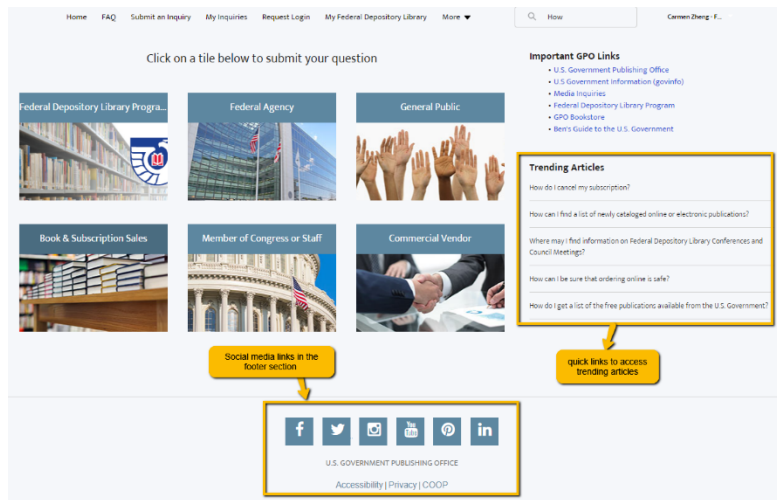 Home FAQ Submit an Inquiry My Inquiries Request Login My Federal Depository Library More ▼ How Carmen Zheng - F...
Click on a tile below to submit your question
Federal Depository Library Progra...
Federal Agency
General Public
Book & Subscription Sales
Member of Congress or Staff
Commercial Vendor
Important GPO Links
• U.S. Government Publishing Office
• U.S Government Information (govinfo)
• Media Inquiries
• Federal Depository Library Program
• GPO Bookstore
• Ben's Guide to the U.S. Government
Trending Articles
How do I cancel my subscription?
How can I find a list of newly cataloged online or electronic publications?
Where may I find information on Federal Depository Library Conferences and
Council Meetings?
How can I be sure that ordering online is safe?
How do I get a list of the free publications available from the U.S. Government?
quick links to access
trending articles
Social media links in the
footer section
f
You
Tube
in
U.S. GOVERNMENT PUBLISHING OFFICE
Accessibility | Privacy | COOP